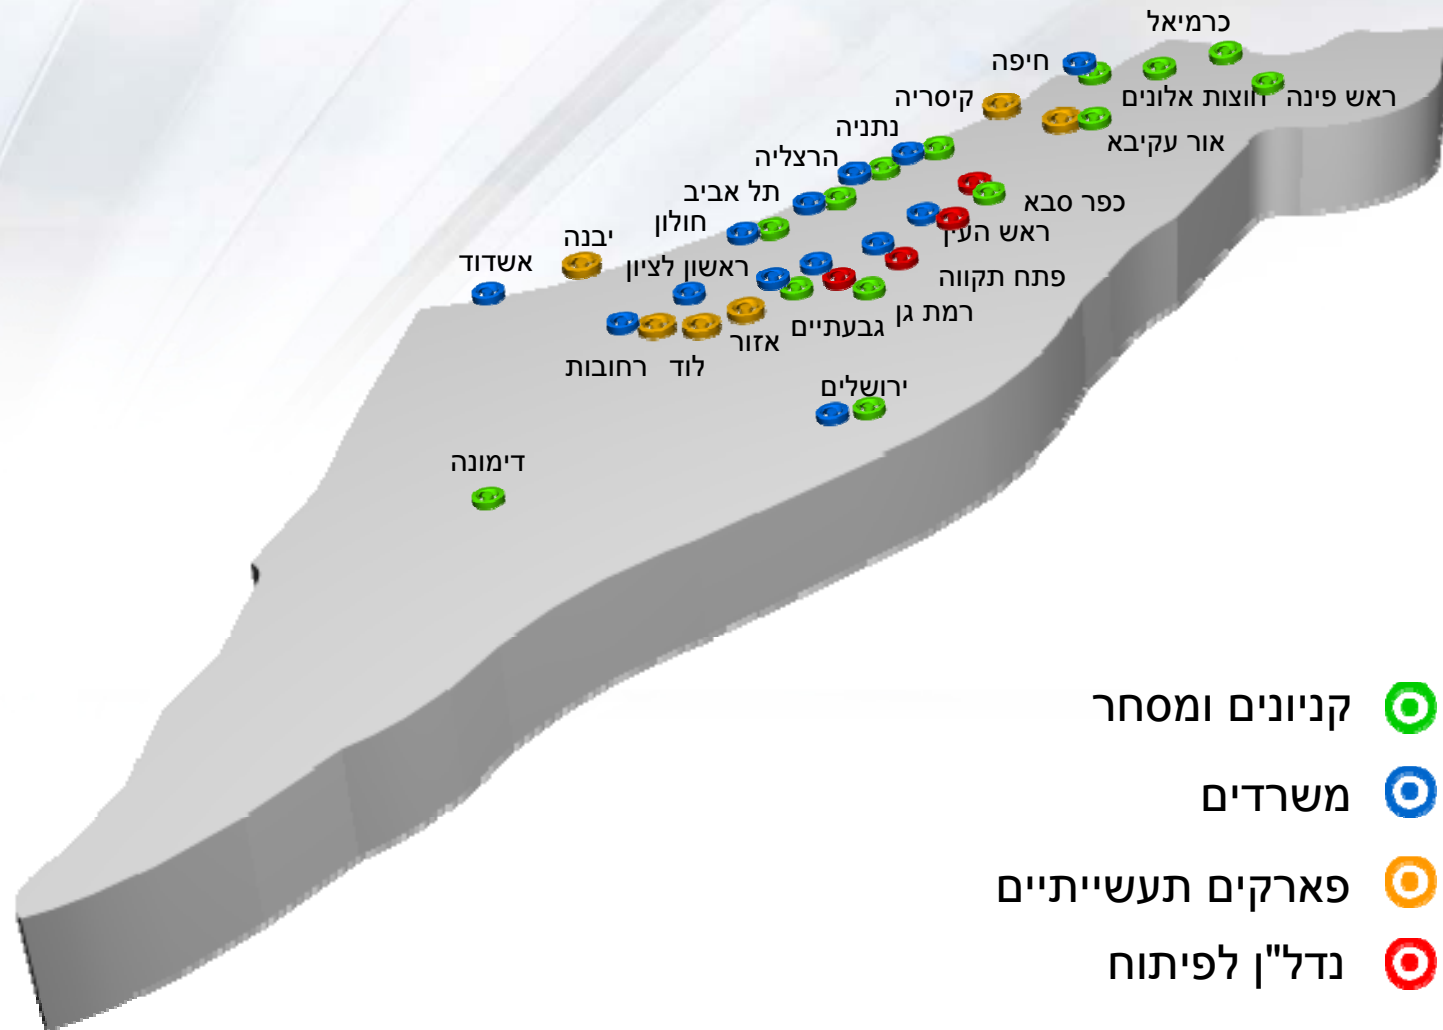 כרמיאל
חיפה
קיסריה
חוצות אלונים
ראש פינה
נתניה
אור עקיבא
הרצליה
תל אביב
כפר סבא
חולון
ראש העין
יבנה
אשדוד
ראשון לציון
פתח תקווה
רמת גן
גבעתיים
אזור
לוד
רחובות
ירושלים
דימונה
קניונים ומסחר
משרדים
פארקים תעשייתיים
נדל"ן לפיתוח